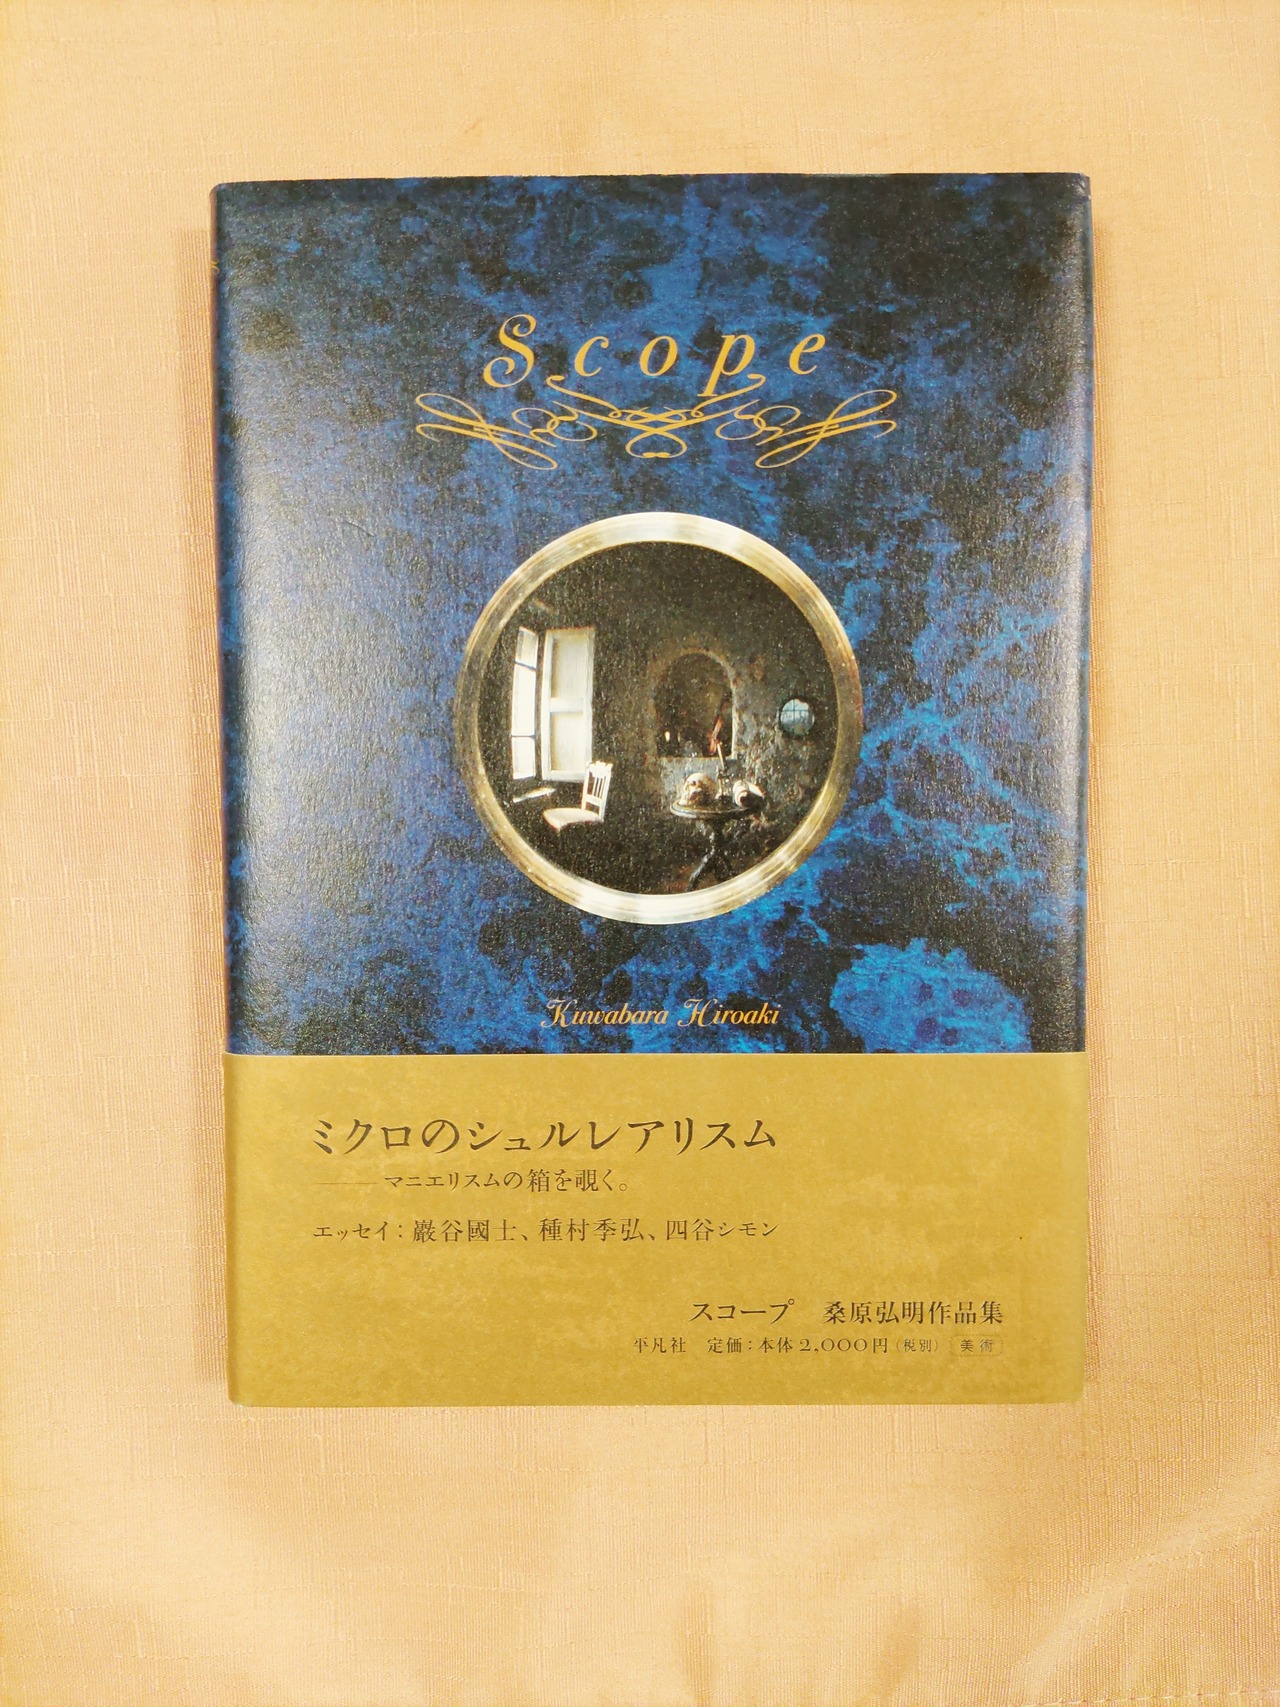 Scope
Kuwabara Hiroaki
ミクロのシュルレアリスム
──マニエリスムの箱を覗く。
エッセイ：巖谷國士、種村季弘、四谷シモン
スコープ　桑原弘明作品集
平凡社　定価：本体2,000円（税別）　美術